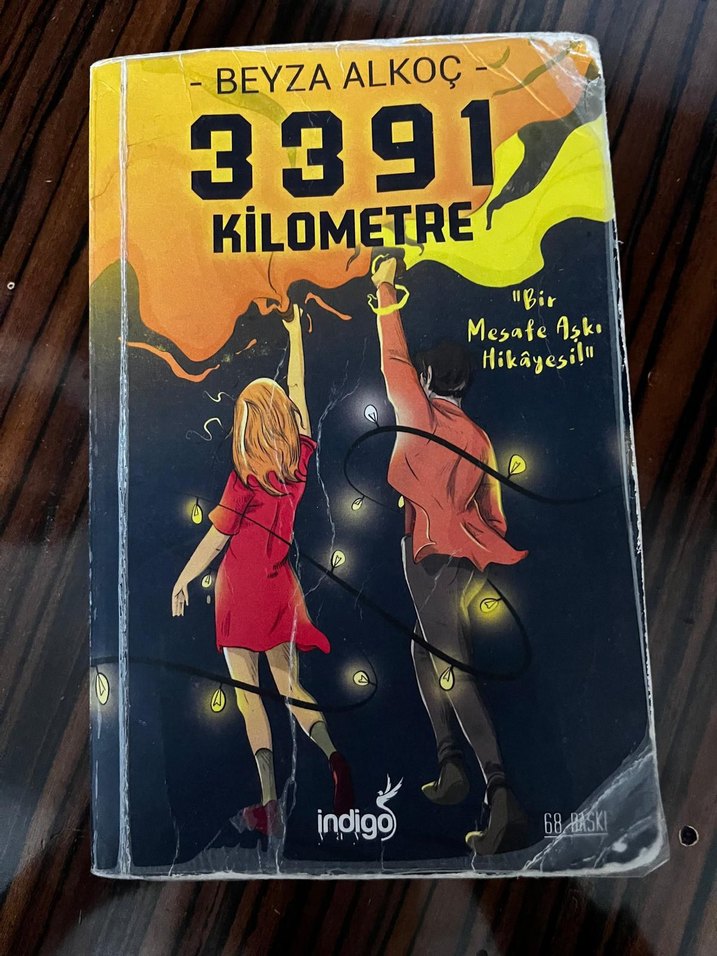 - BEYZA ALKOÇ -
3391
KİLOMETRE
"Bir
Mesafe Aşkı
Hikâyesi!"
indigo
68. BASKI